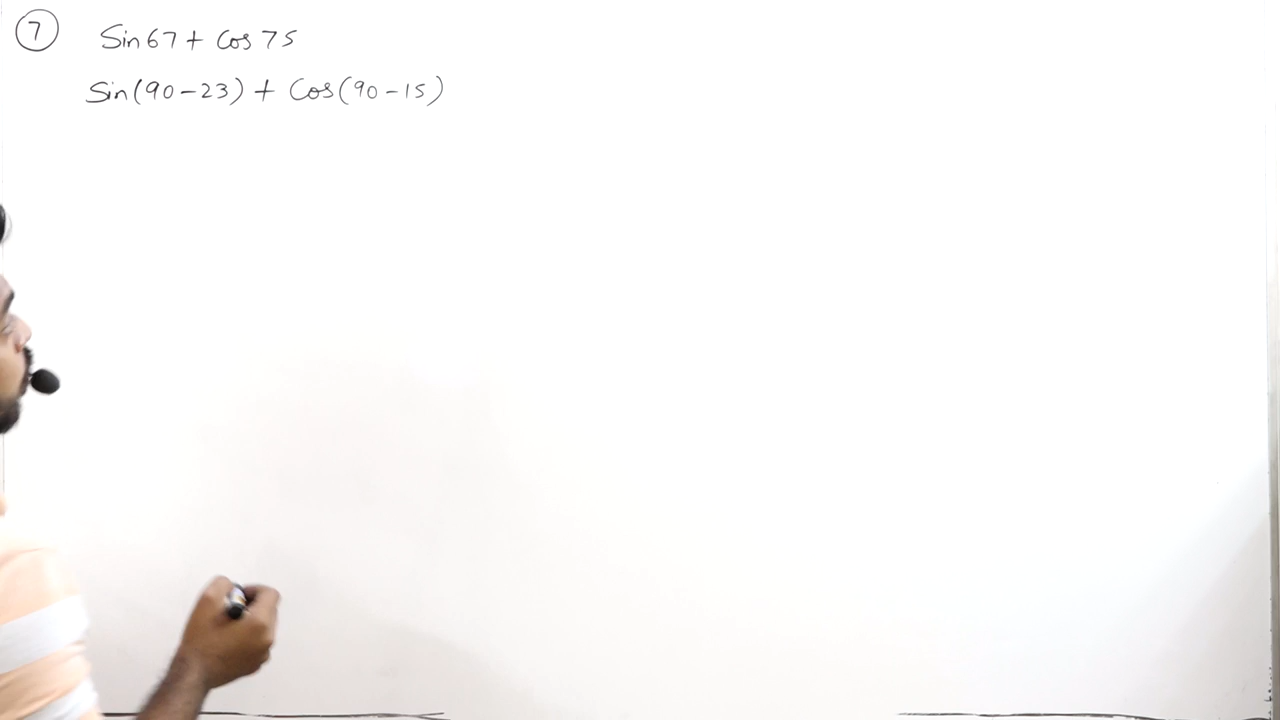 7 Sin 67 + Cos 75
Sin(90-23) + Cos(90-15)